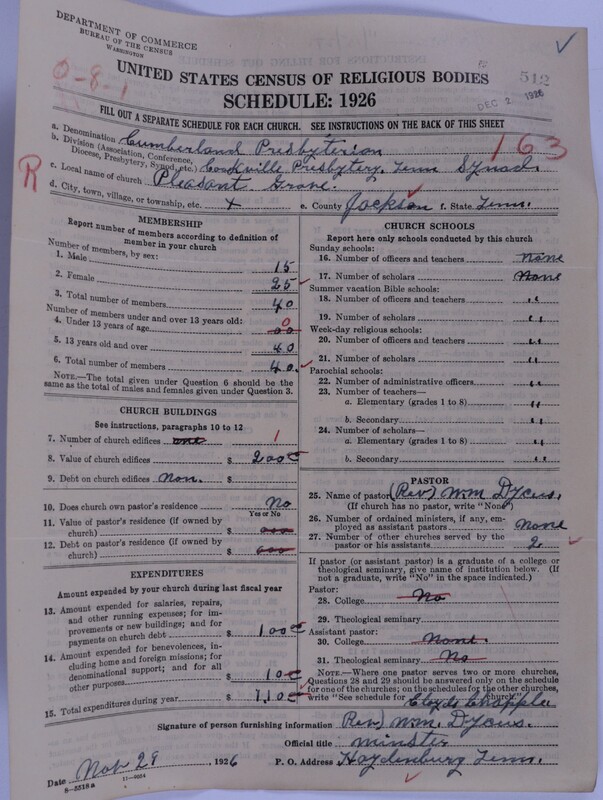 DEPARTMENT OF COMMERCE
BUREAU OF THE CENSUS
WASHINGTON
O-8-1
512
DEC 2 1926
UNITED STATES CENSUS OF RELIGIOUS BODIES
SCHEDULE: 1926
FILL OUT A SEPARATE SCHEDULE FOR EACH CHURCH. SEE INSTRUCTIONS ON THE BACK OF THIS SHEET
163
a. Denomination Cumberland Presbyterian
b. Division (Association, Conference,
Diocese, Presbytery, Synod, etc.) Cookville Presbytery, Tenn Synod.
R
c. Local name of church Pleasant Grove.
d. City, town, village, or township, etc. + e. County Jackson f. State Tenn.
MEMBERSHIP
Report number of members according to definition of
member in your church
Number of members, by sex:
1. Male 15
2. Female 25
3. Total number of members 40
Number of members under and over 13 years old:
4. Under 13 years of age 0
5. 13 years old and over 40
6. Total number of members 40.
NOTE.—The total given under Question 6 should be the
same as the total of males and females given under Question 3.
CHURCH BUILDINGS
See instructions, paragraphs 10 to 12
7. Number of church edifices one 1
8. Value of church edifices $ 200
9. Debt on church edifices Non. $
10. Does church own pastor's residence No
Yes or No
11. Value of pastor's residence (if owned by
church) $ 000
12. Debt on pastor's residence (if owned by
church) $ 000
EXPENDITURES
Amount expended by church during last fiscal year
13. Amount expended for salaries, repairs,
and other running expenses; for im-
provements or new buildings; and for
payments on church debt $ 100
14. Amount expended for benevolences, in-
cluding home and foreign missions; for
denominational support; and for all
other purposes $ 10
15. Total expenditures during year $ 110
CHURCH SCHOOLS
Report here only schools conducted by this church
Sunday schools:
16. Number of officers and teachers none
17. Number of scholars None
Summer vacation Bible schools:
18. Number of officers and teachers "
19. Number of scholars "
Week-day religious schools:
20. Number of officers and teachers "
21. Number of scholars "
Parochial schools:
22. Number of administrative officers "
23. Number of teachers—
a. Elementary (grades 1 to 8) "
b. Secondary "
24. Number of scholars—
a. Elementary (grades 1 to 8) "
b. Secondary "
PASTOR
25. Name of pastor (Rev) Wm. Dycus.
(If church has no pastor, write "None")
26. Number of ordained ministers, if any, em-
ployed as assistant pastors None
27. Number of other churches served by the
pastor or his assistants 2
If pastor (or assistant pastor) is a graduate of a college or
theological seminary, give name of institution below. (If
not a graduate, write "No" in the space indicated.)
Pastor:
28. College No
29. Theological seminary
Assistant pastor:
30. College None.
31. Theological seminary No
NOTE.—Where one pastor serves two or more churches,
Questions 28 and 29 should be answered only on the schedule
for one of the churches; on the schedules for the other churches,
write "See schedule for church."
Signature of person furnishing information Rev) Wm. Dycus.
Official title minster
Date Nov 29, 1926 P. O. Address Haydenburg Tenn.
8-5518a 11-9684